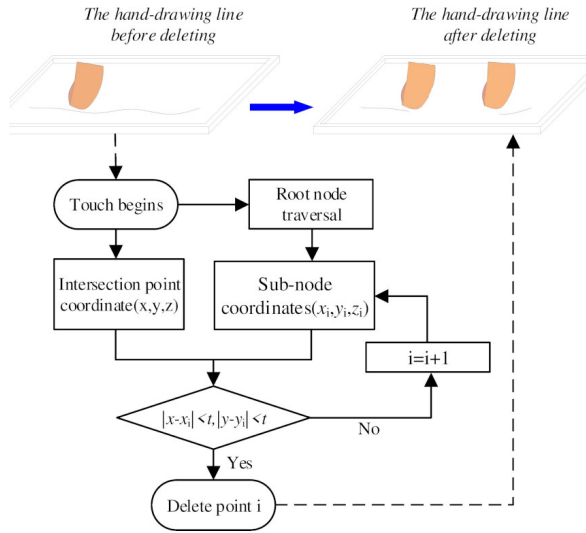 The hand-drawing line
before deleting
The hand-drawing line
after deleting
Touch begins
Root node
traversal
Intersection point
coordinate(x,y,z)
Sub-node
coordinates(xᵢ,yᵢ,zᵢ)
i=i+1
|x-xᵢ|<t,|y-yᵢ|<t
No
Yes
Delete point i